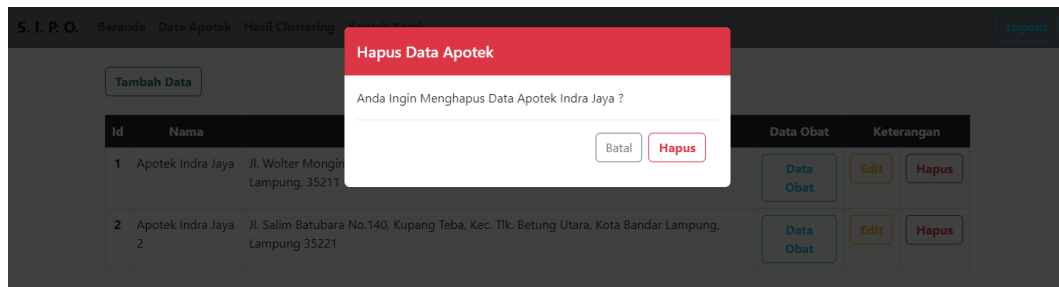 S. I. P. O. Beranda Data Apotek Hasil Clustering Kontak Kami Logout
Hapus Data Apotek
Anda Ingin Menghapus Data Apotek Indra Jaya ?
Batal Hapus
Tambah Data
Id Nama Data Obat Keterangan
1 Apotek Indra Jaya Jl. Wolter Mongin
Lampung, 35211
Data
Obat
Edit Hapus
2 Apotek Indra Jaya
2
Jl. Salim Batubara No.140, Kupang Teba, Kec. Tlk. Betung Utara, Kota Bandar Lampung,
Lampung 35221
Data
Obat
Edit Hapus